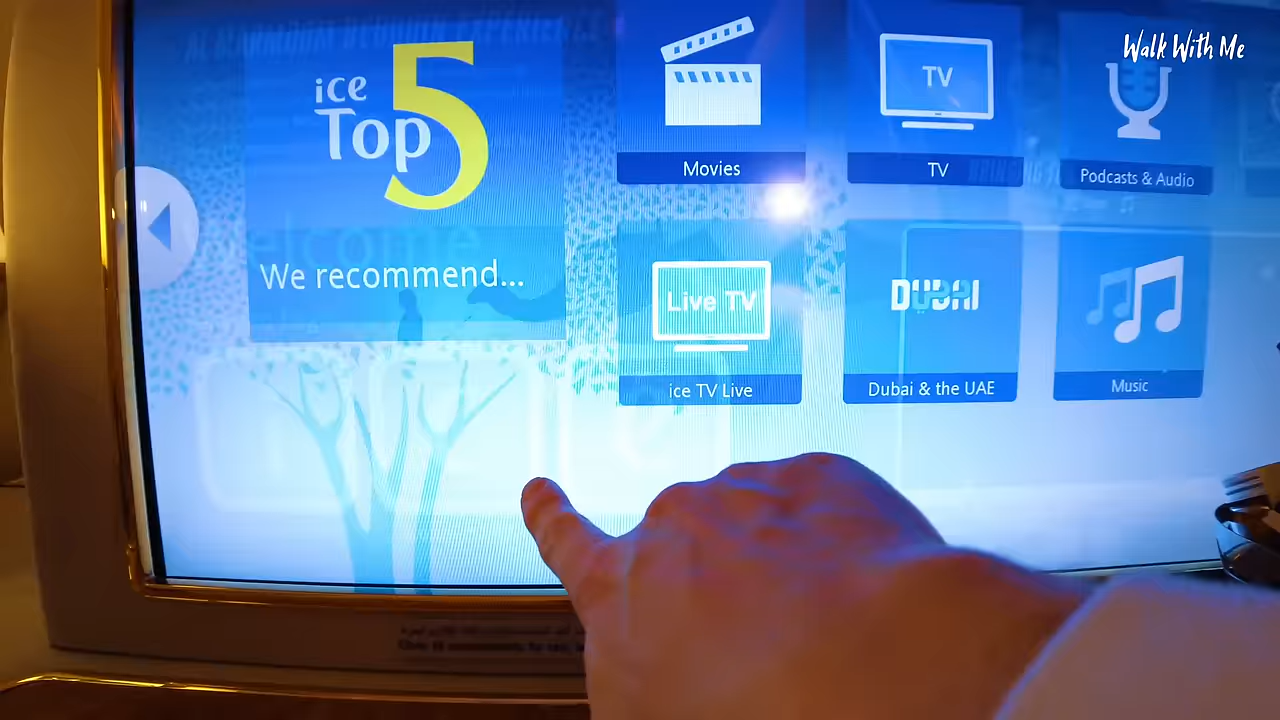 Walk With Me
ice
Top 5
We recommend...
Movies
TV
TV
Podcasts & Audio
Live TV
ice TV Live
DUBAI
Dubai & the UAE
Music
elcome